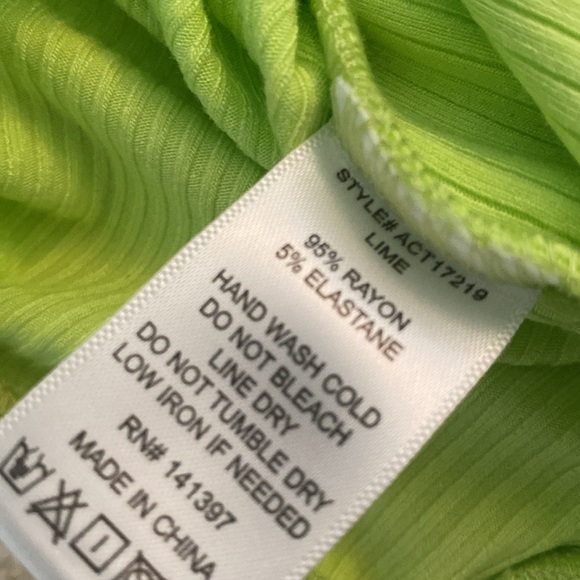 STYLE# ACT17219
LIME
95% RAYON
5% ELASTANE
HAND WASH COLD
DO NOT BLEACH
LINE DRY
DO NOT TUMBLE DRY
LOW IRON IF NEEDED
RN# 141397
MADE IN CHINA